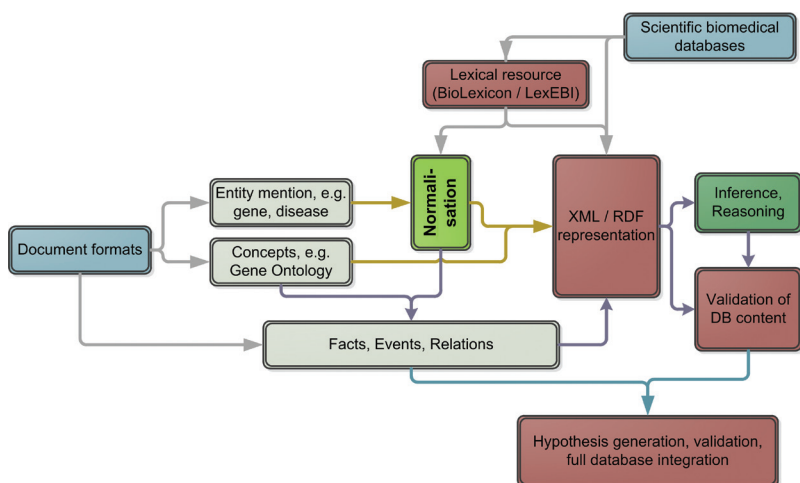 Scientific biomedical
databases
Lexical resource
(BioLexicon / LexEBI)
Entity mention, e.g.
gene, disease
Normali-
sation
XML / RDF
representation
Inference,
Reasoning
Document formats
Concepts, e.g.
Gene Ontology
Validation of
DB content
Facts, Events, Relations
Hypothesis generation, validation,
full database integration